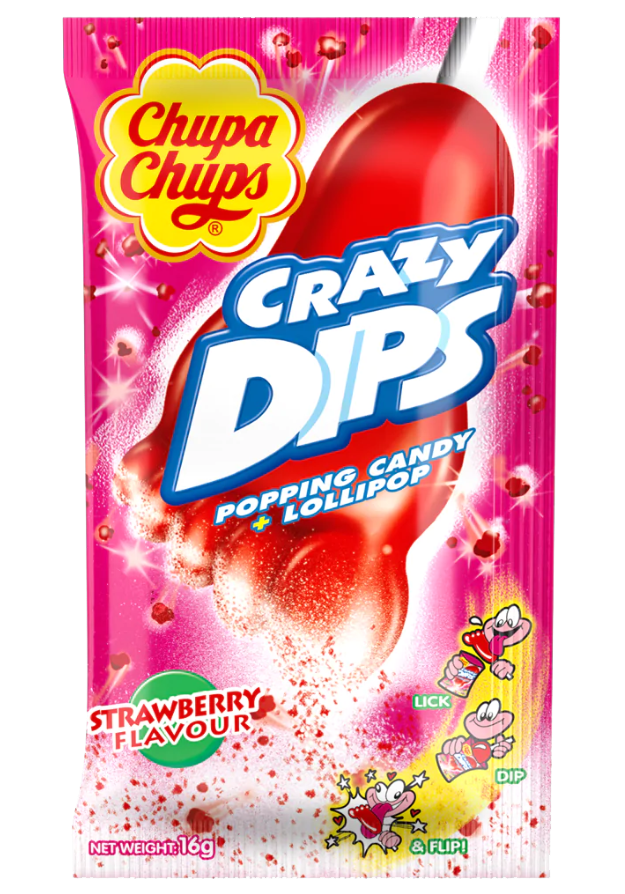 Chupa
Chups
®
CRAZY
DIPS
POPPING CANDY
+ LOLLIPOP
STRAWBERRY
FLAVOUR
LICK
DIP
& FLIP!
NET WEIGHT: 16g